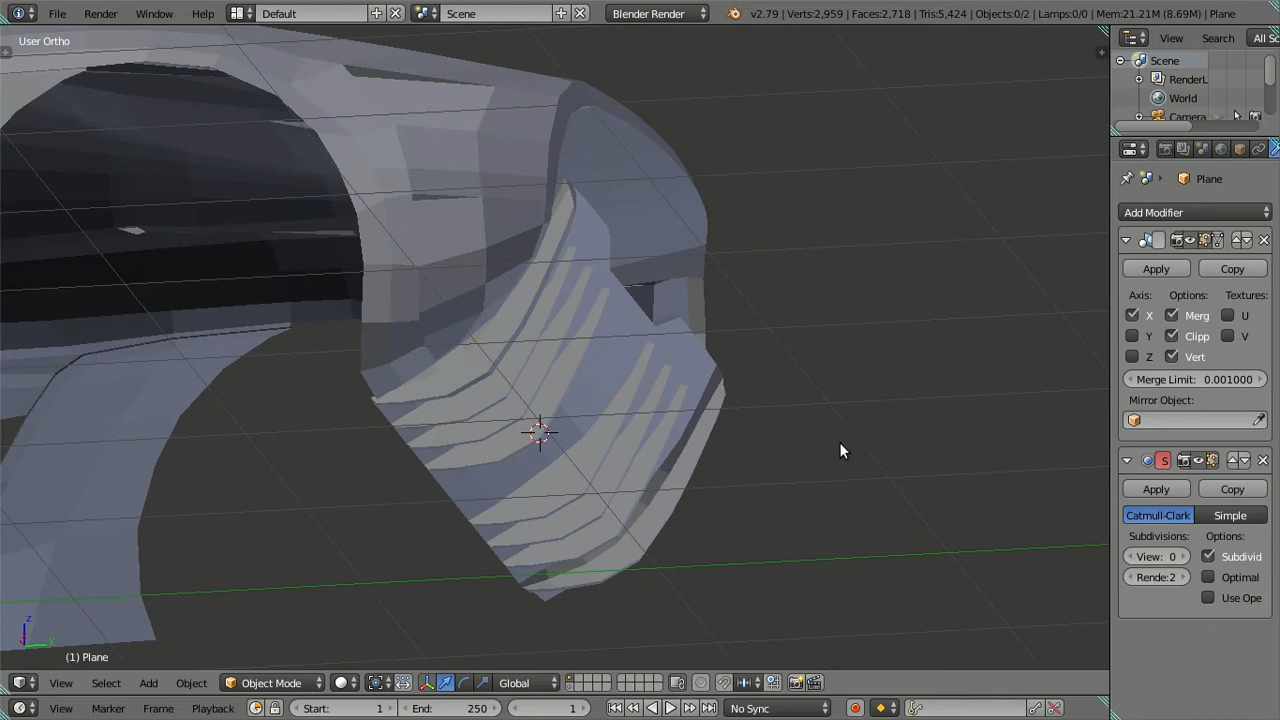 File Render Window Help Default Scene Blender Render v2.79 | Verts:2,959 | Faces:2,718 | Tris:5,424 | Objects:0/2 | Lamps:0/0 | Mem:21.21M (8.69M) | Plane
User Ortho
View Search All Sc
Scene
RenderL
World
Camera
Plane
Add Modifier
Apply Copy
Axis: Options: Textures:
X Merg U
Y Clipp V
Z Vert
Merge Limit: 0.001000
Mirror Object:
S
Apply Copy
Catmull-Clark Simple
Subdivisions: Options:
View: 0 Subdivid
Rende:2 Optimal
Use Ope
z
y
(1) Plane
View Select Add Object Object Mode Global
View Marker Frame Playback Start: 1 End: 250 1 No Sync